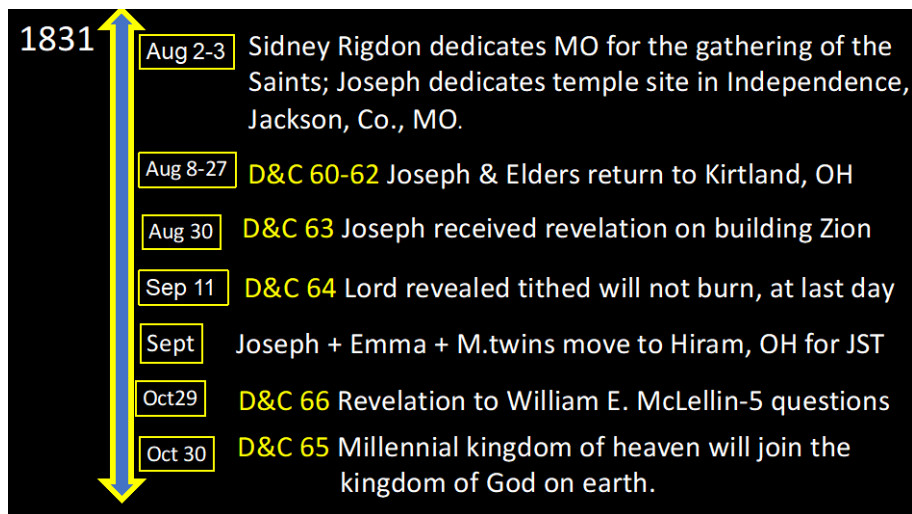 1831
Aug 2-3 Sidney Rigdon dedicates MO for the gathering of the
Saints; Joseph dedicates temple site in Independence,
Jackson, Co., MO.
Aug 8-27 D&C 60-62 Joseph & Elders return to Kirtland, OH
Aug 30 D&C 63 Joseph received revelation on building Zion
Sep 11 D&C 64 Lord revealed tithed will not burn, at last day
Sept Joseph + Emma + M.twins move to Hiram, OH for JST
Oct29 D&C 66 Revelation to William E. McLellin-5 questions
Oct 30 D&C 65 Millennial kingdom of heaven will join the
kingdom of God on earth.